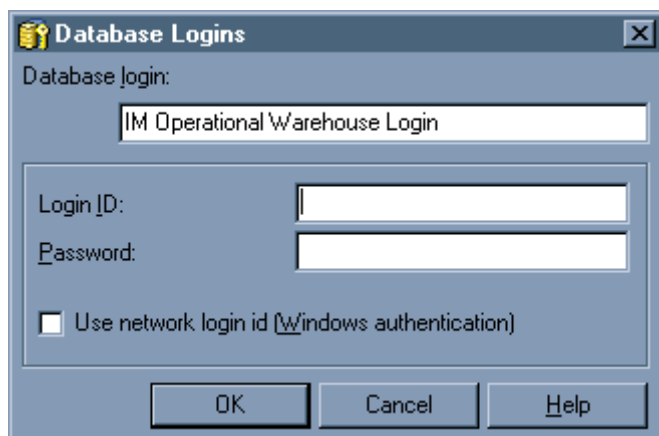 Database Logins
Database login:
IM Operational Warehouse Login
Login ID:
Password:
Use network login id (Windows authentication)
OK Cancel Help